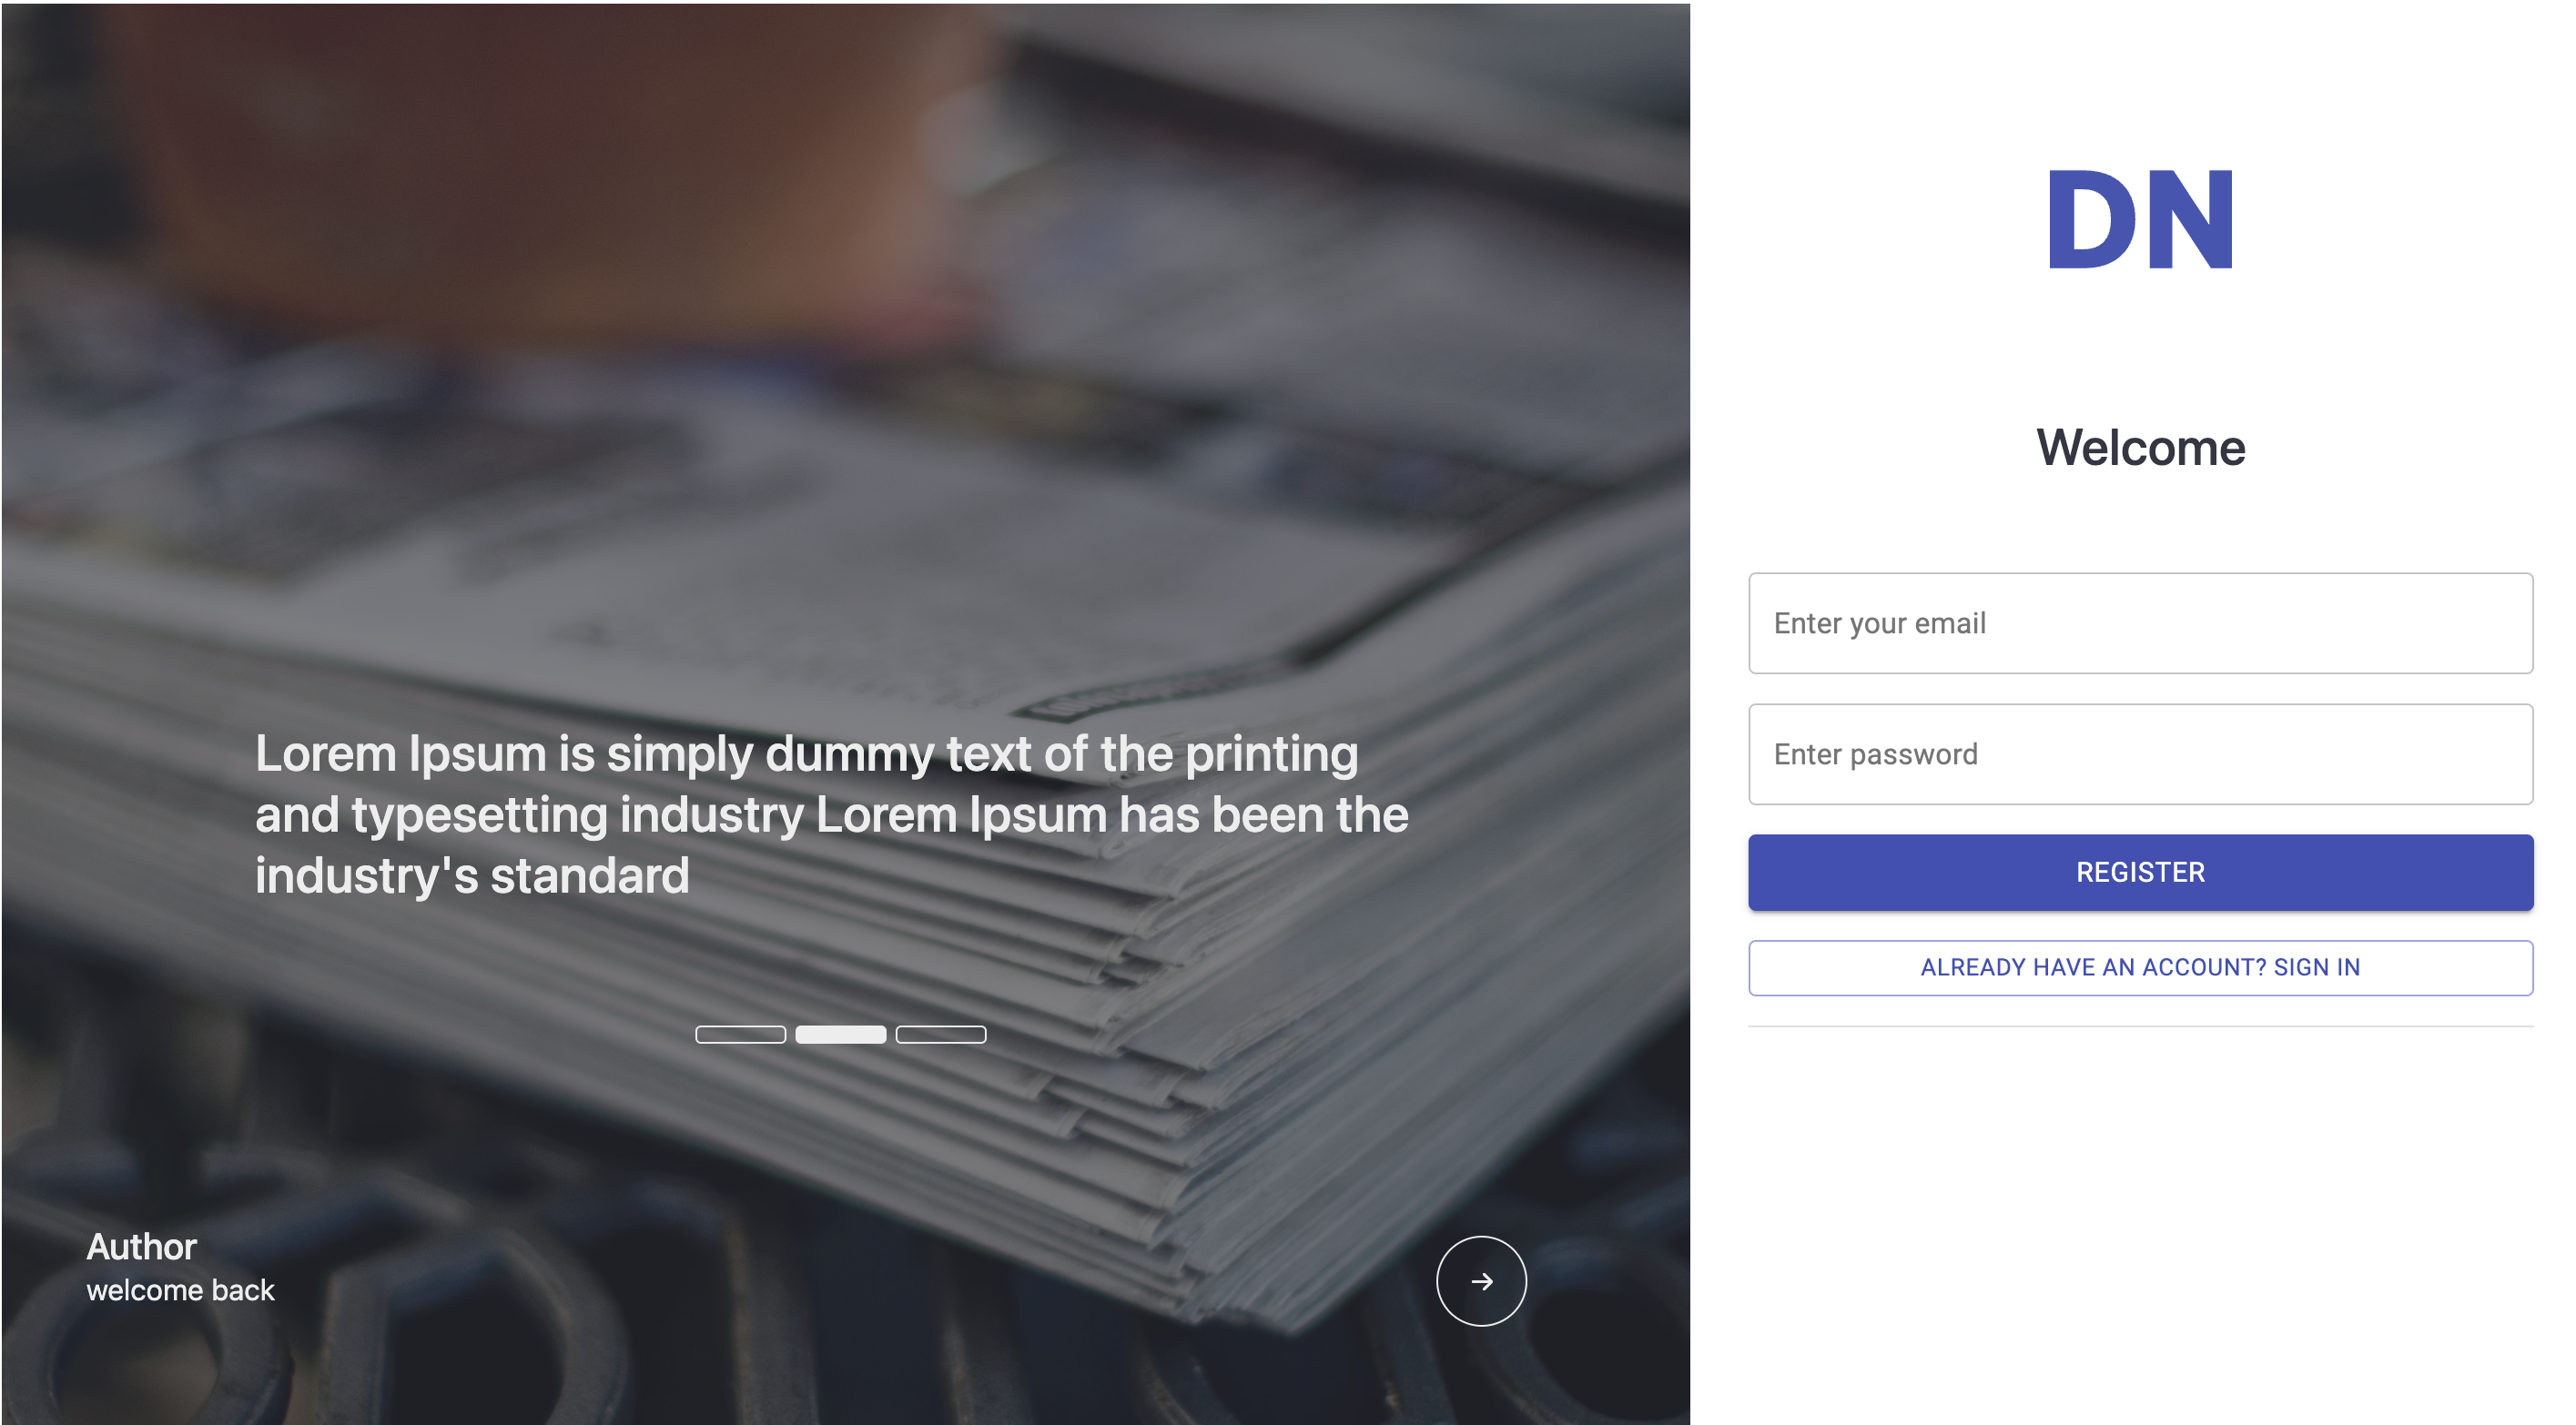 Lorem Ipsum is simply dummy text of the printing
and typesetting industry Lorem Ipsum has been the
industry's standard
Author
welcome back
DN
Welcome
Enter your email
Enter password
REGISTER
ALREADY HAVE AN ACCOUNT? SIGN IN